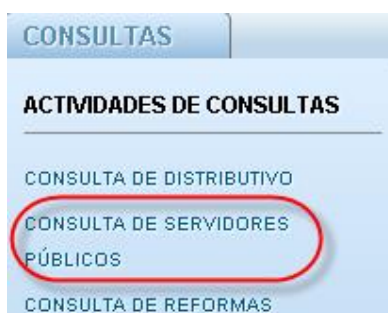 CONSULTAS
ACTIVIDADES DE CONSULTAS
CONSULTA DE DISTRIBUTIVO
CONSULTA DE SERVIDORES
PÚBLICOS
CONSULTA DE REFORMAS